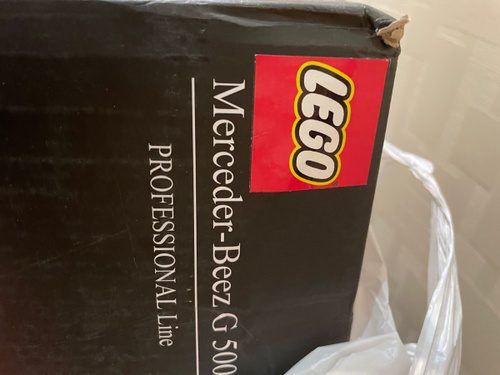 LEGO
Merceder-Beez G 500
PROFESSIONAL Line